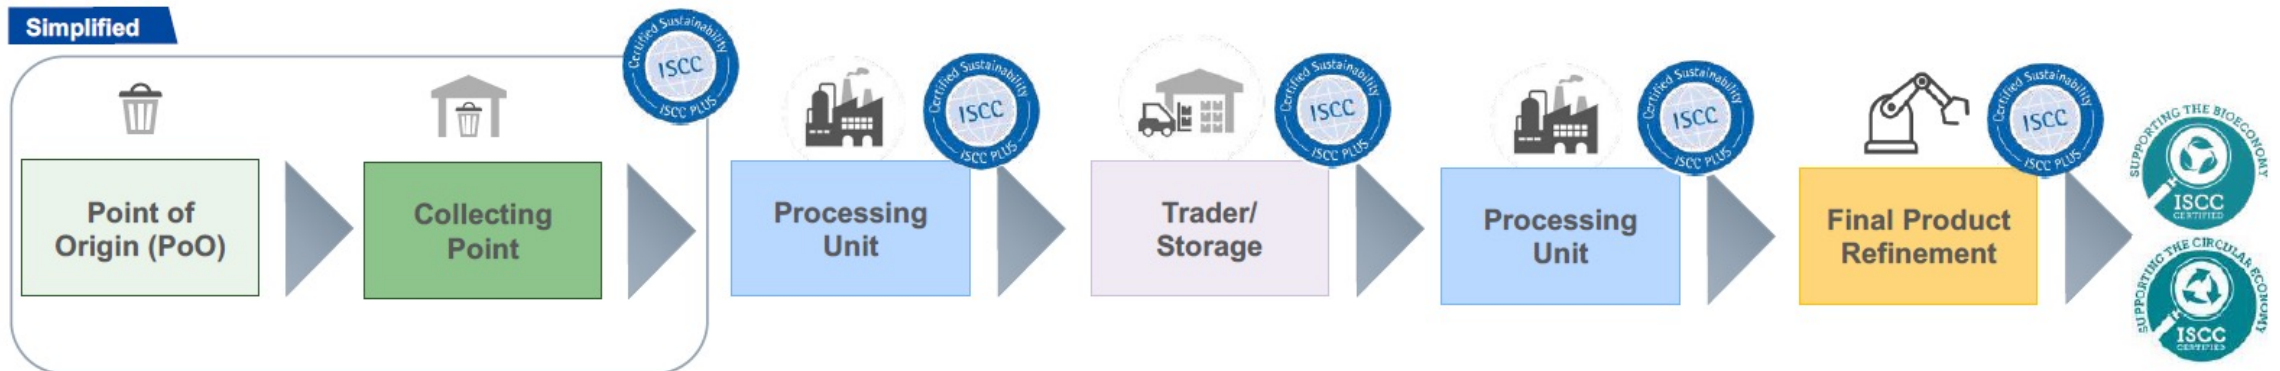 Simplified
Certified Sustainability
ISCC
ISCC PLUS
Certified Sustainability
ISCC
ISCC PLUS
Certified Sustainability
ISCC
ISCC PLUS
Certified Sustainability
ISCC
ISCC PLUS
Certified Sustainability
ISCC
ISCC PLUS
Point of
Origin (PoO)
Collecting
Point
Processing
Unit
Trader/
Storage
Processing
Unit
Final Product
Refinement
SUPPORTING THE BIOECONOMY
ISCC
CERTIFIED
SUPPORTING THE CIRCULAR ECONOMY
ISCC
CERTIFIED